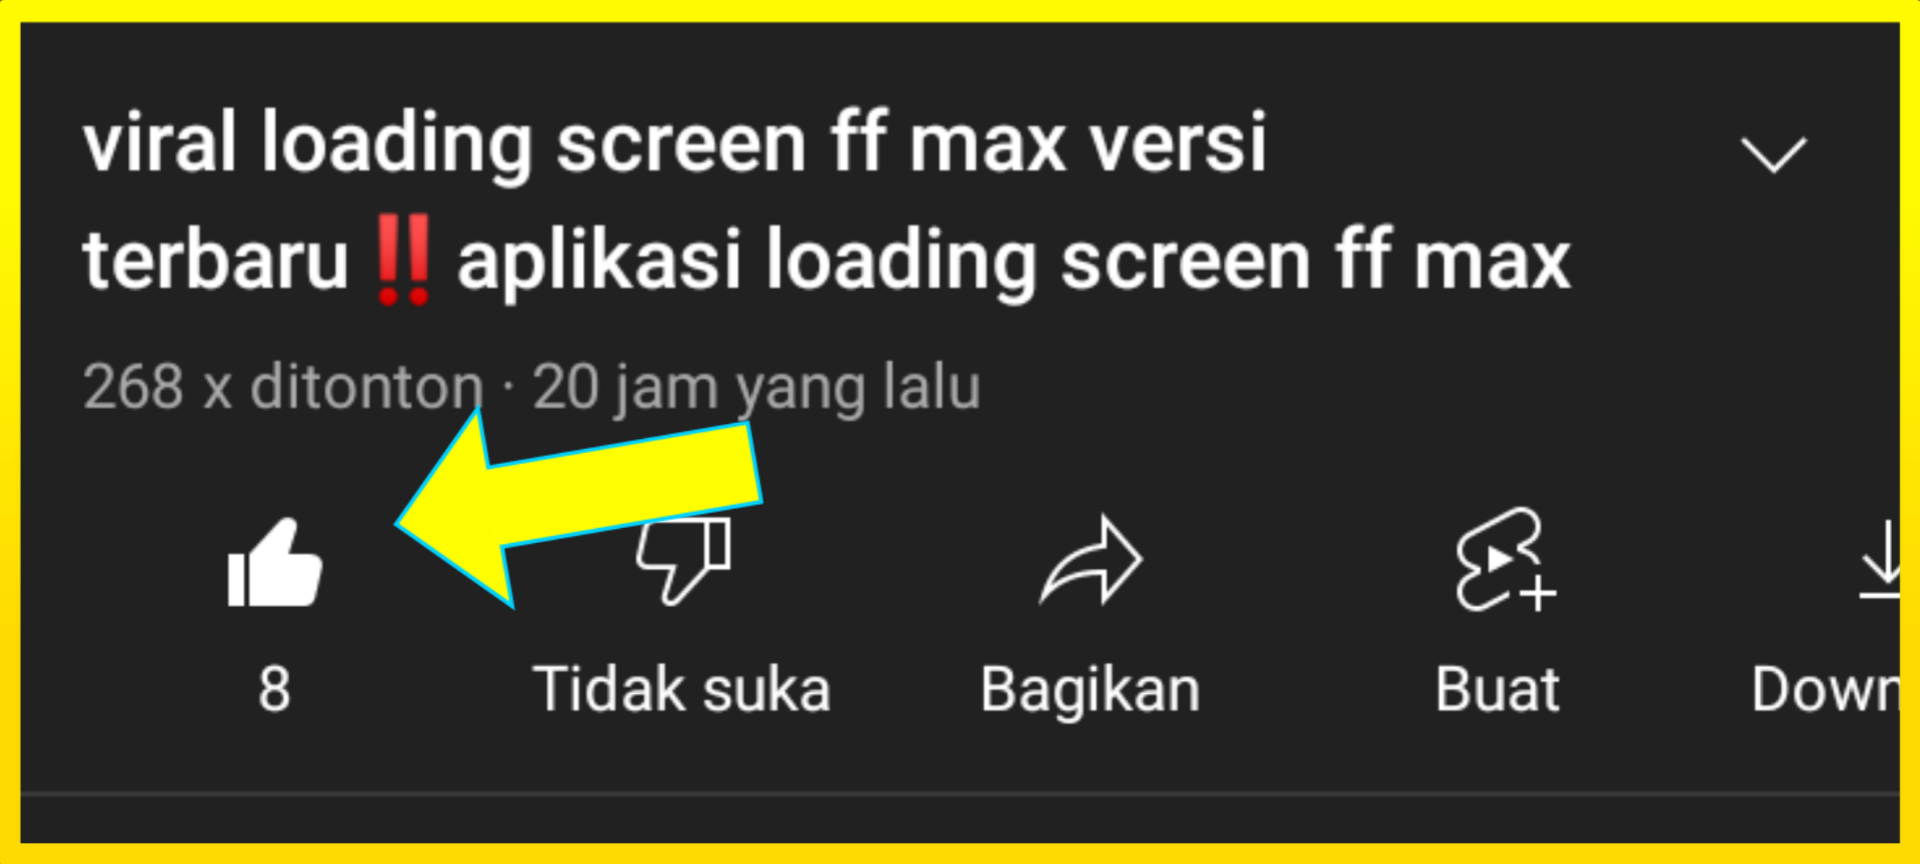 viral loading screen ff max versi
terbaru‼️aplikasi loading screen ff max
268 x ditonton · 20 jam yang lalu
8
Tidak suka
Bagikan
Buat
Down